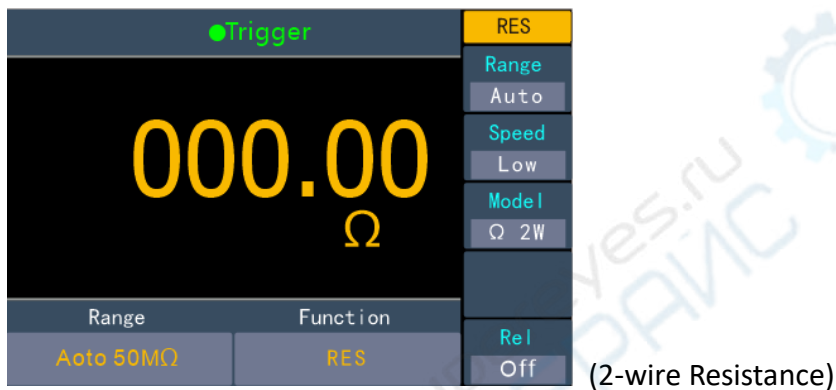 ●Trigger
RES
Range
Auto
Speed
Low
Model
Ω 2W
000.00
Ω
Range
Function
Aoto 50MΩ
RES
Rel
Off
(2-wire Resistance)